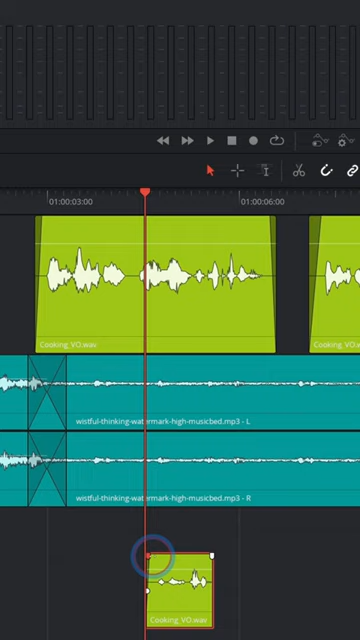 01:00:03:00
01:00:06:00
Cooking_VO.wav
Cooking_VO.wav
wistful-thinking-watermark-high-musicbed.mp3 - L
wistful-thinking-watermark-high-musicbed.mp3 - R
Cooking_VO.wav